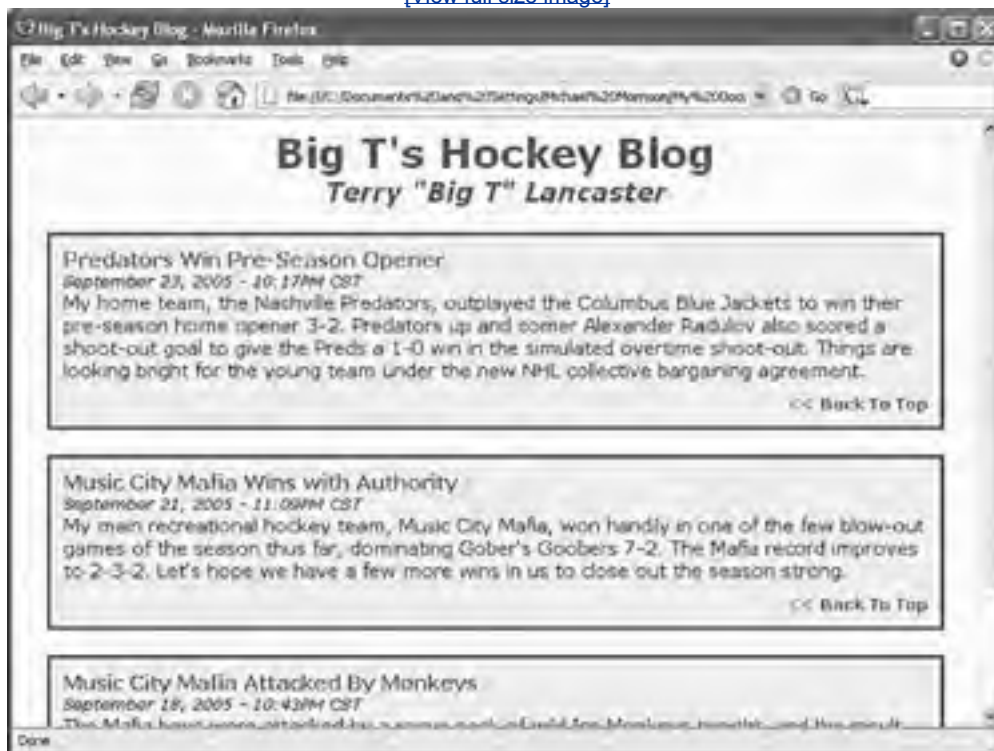 [View full size image]
Big T's Hockey Blog - Mozilla Firefox
File Edit View Go Bookmarks Tools Help
Go
Big T's Hockey Blog
Terry "Big T" Lancaster
Predators Win Pre-Season Opener
September 23, 2005 - 10:17PM CST
My home team, the Nashville Predators, outplayed the Columbus Blue Jackets to win their
pre-season home opener 3-2. Predators up and comer Alexander Radulov also scored a
shoot-out goal to give the Preds a 1-0 win in the simulated overtime shoot-out. Things are
looking bright for the young team under the new NHL collective bargaining agreement.
<< Back To Top
Music City Mafia Wins with Authority
September 21, 2005 - 11:09PM CST
My main recreational hockey team, Music City Mafia, won handily in one of the few blow-out
games of the season thus far, dominating Gober's Goobers 7-2. The Mafia record improves
to 2-3-2. Let's hope we have a few more wins in us to close out the season strong.
<< Back To Top
Music City Mafia Attacked By Monkeys
September 18, 2005 - 10:43PM CST
Done